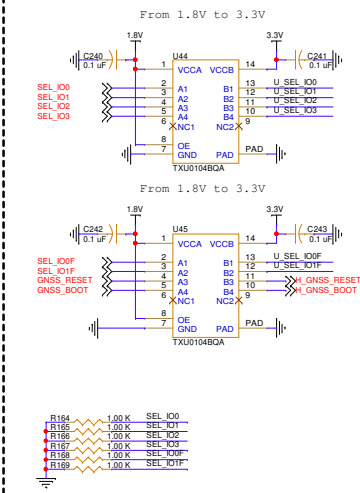 From 1.8V to 3.3V
1.8V 3.3V
C240 U44 C241
0.1 uF 1 VCCA VCCB 14 0.1 uF
SEL_IO0 2 A1 B1 13 U_SEL_IO0
SEL_IO1 3 A2 B2 12 U_SEL_IO1
SEL_IO2 4 A3 B3 11 U_SEL_IO2
SEL_IO3 5 A4 B4 10 U_SEL_IO3
6 NC1 NC2 9
8 OE
7 GND PAD PAD
TXU0104BQA
From 1.8V to 3.3V
1.8V 3.3V
C242 U45 C243
0.1 uF 1 VCCA VCCB 14 0.1 uF
SEL_IO0F 2 A1 B1 13 U_SEL_IO0F
SEL_IO1F 3 A2 B2 12 U_SEL_IO1F
GNSS_RESET 4 A3 B3 11 H_GNSS_RESET
GNSS_BOOT 5 A4 B4 10 H_GNSS_BOOT
6 NC1 NC2 9
8 OE
7 GND PAD PAD
TXU0104BQA
R164 1.00 K SEL_IO0
R165 1.00 K SEL_IO1
R166 1.00 K SEL_IO2
R167 1.00 K SEL_IO3
R168 1.00 K SEL_IO0F
R169 1.00 K SEL_IO1F